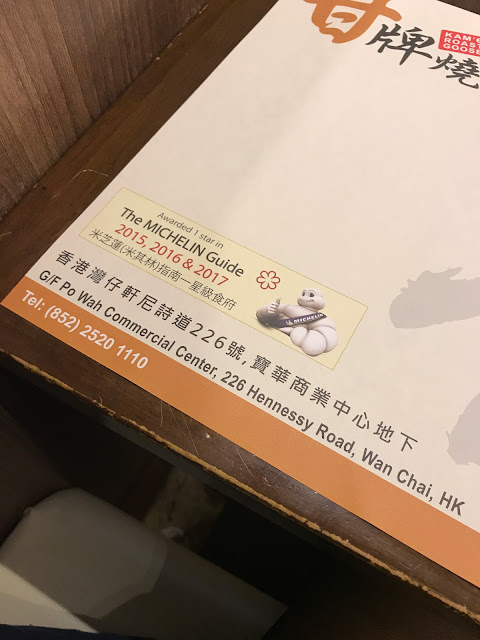 甘牌燒
KAM'S
ROAST
GOOSE
Awarded 1 star in
The MICHELIN Guide
2015, 2016 & 2017
米芝蓮(米其林)指南一星級食府
MICHELIN
香港灣仔軒尼詩道226號,寶華商業中心地下
G/F Po Wah Commercial Center, 226 Hennessy Road, Wan Chai, HK
Tel: (852) 2520 1110